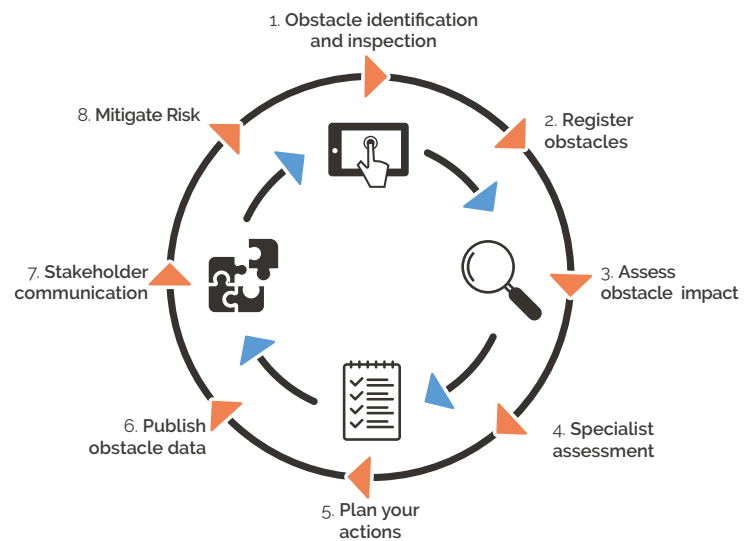 1. Obstacle identification
and inspection
2. Register
obstacles
3. Assess
obstacle impact
4. Specialist
assessment
5. Plan your
actions
6. Publish
obstacle data
7. Stakeholder
communication
8. Mitigate Risk